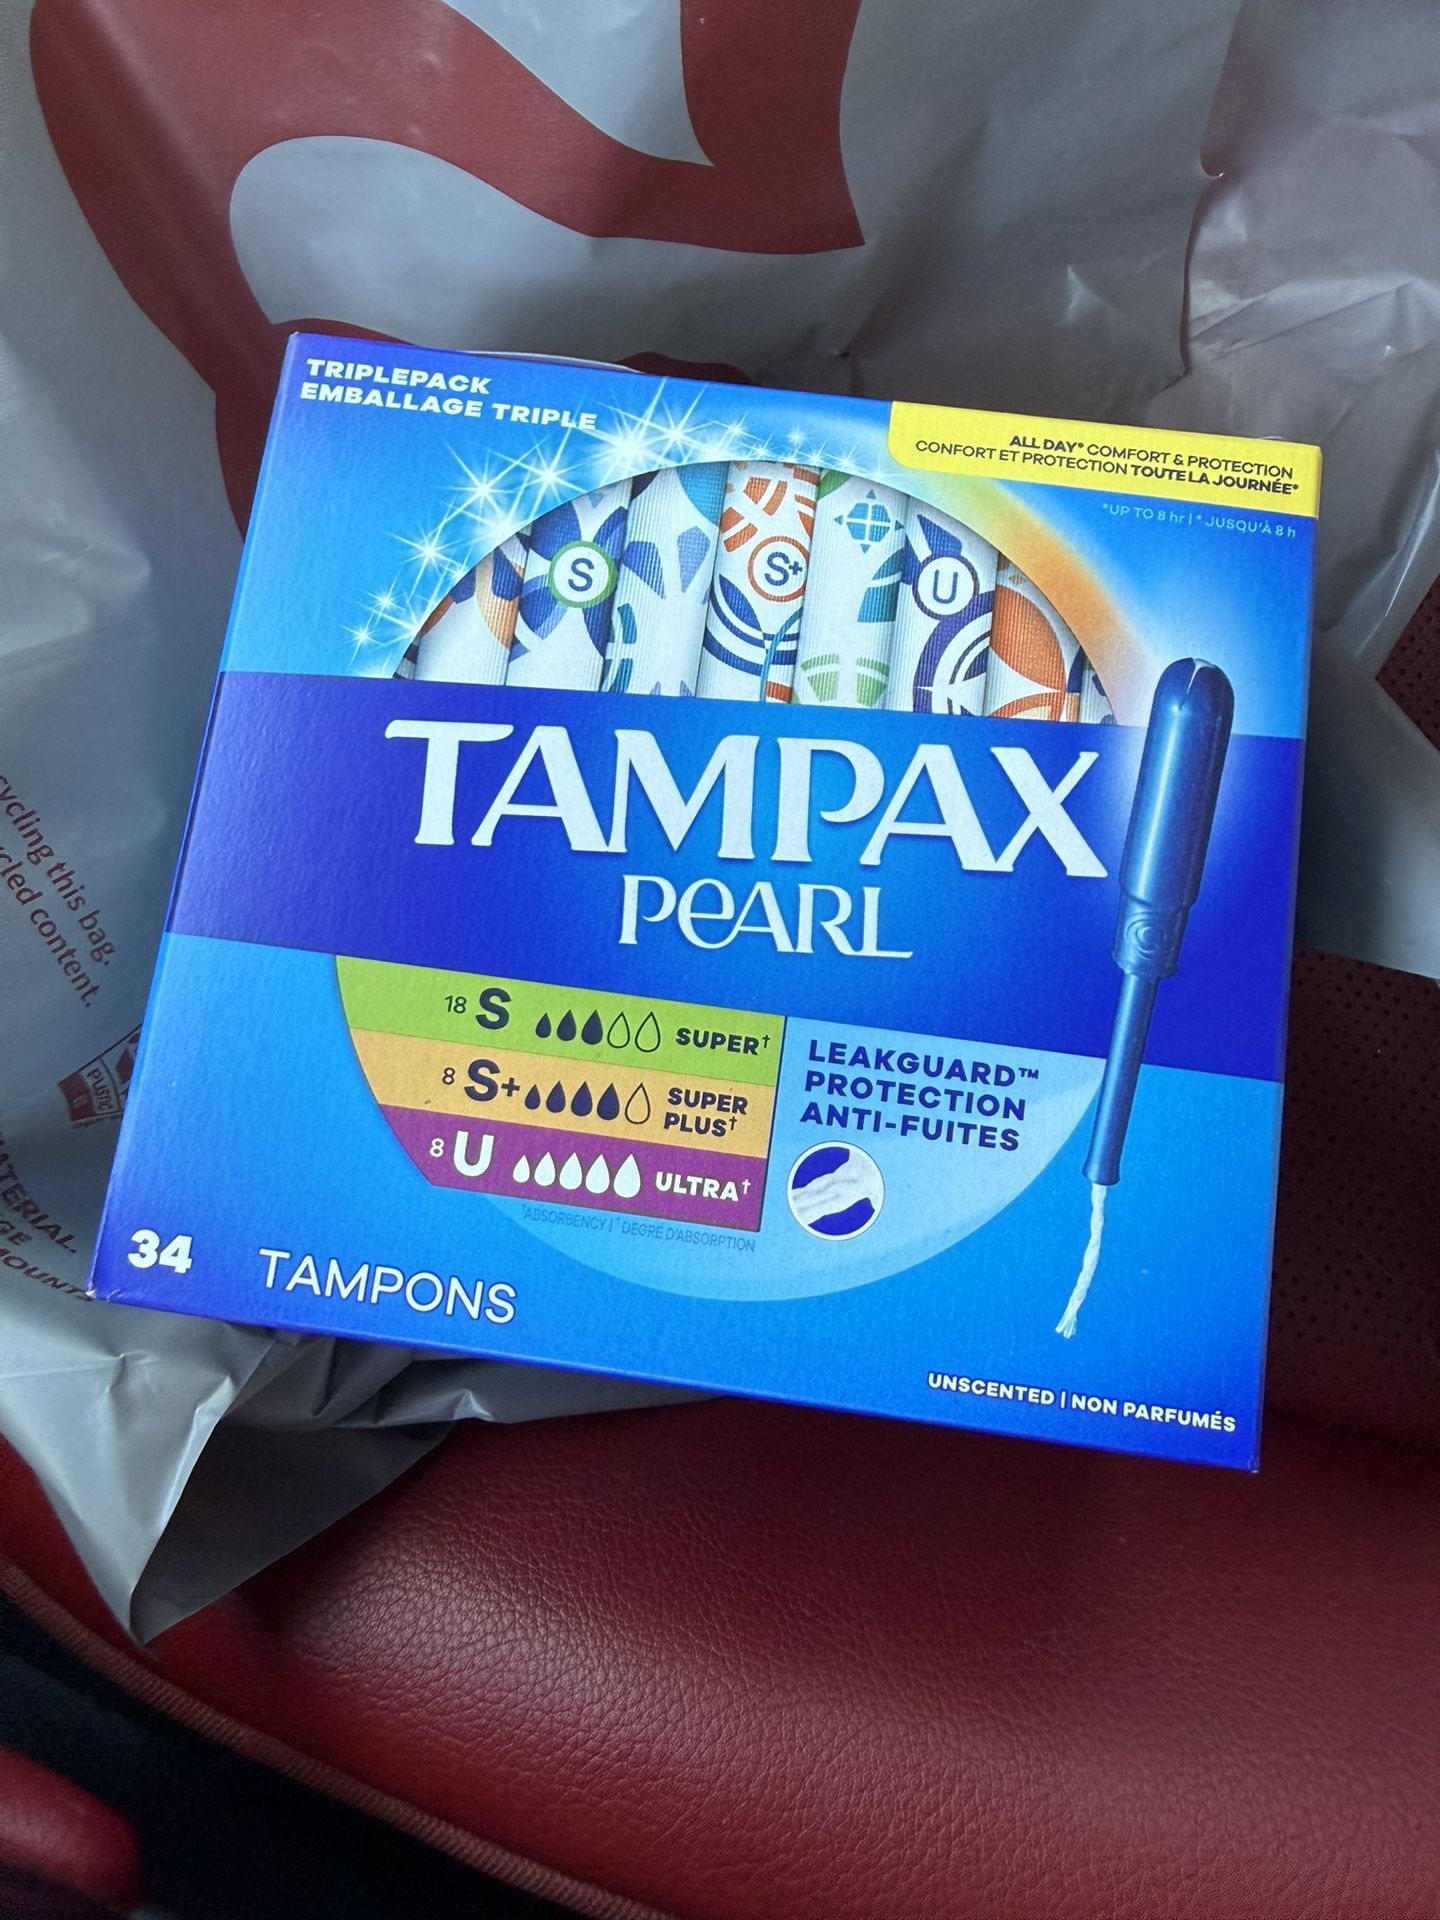 TRIPLEPACK
EMBALLAGE TRIPLE
ALL DAY* COMFORT & PROTECTION
CONFORT ET PROTECTION TOUTE LA JOURNÉE*
*UP TO 8 hr | * JUSQU'À 8 h
S
S+
U
TAMPAX
PEARL
18 S SUPER†
8 S+ SUPER
PLUS†
8 U ULTRA†
†ABSORBENCY | †DEGRÉ D'ABSORPTION
LEAKGUARD™
PROTECTION
ANTI-FUITES
34 TAMPONS
UNSCENTED | NON PARFUMÉS
cycling this bag.
cled content.
PLASTIC